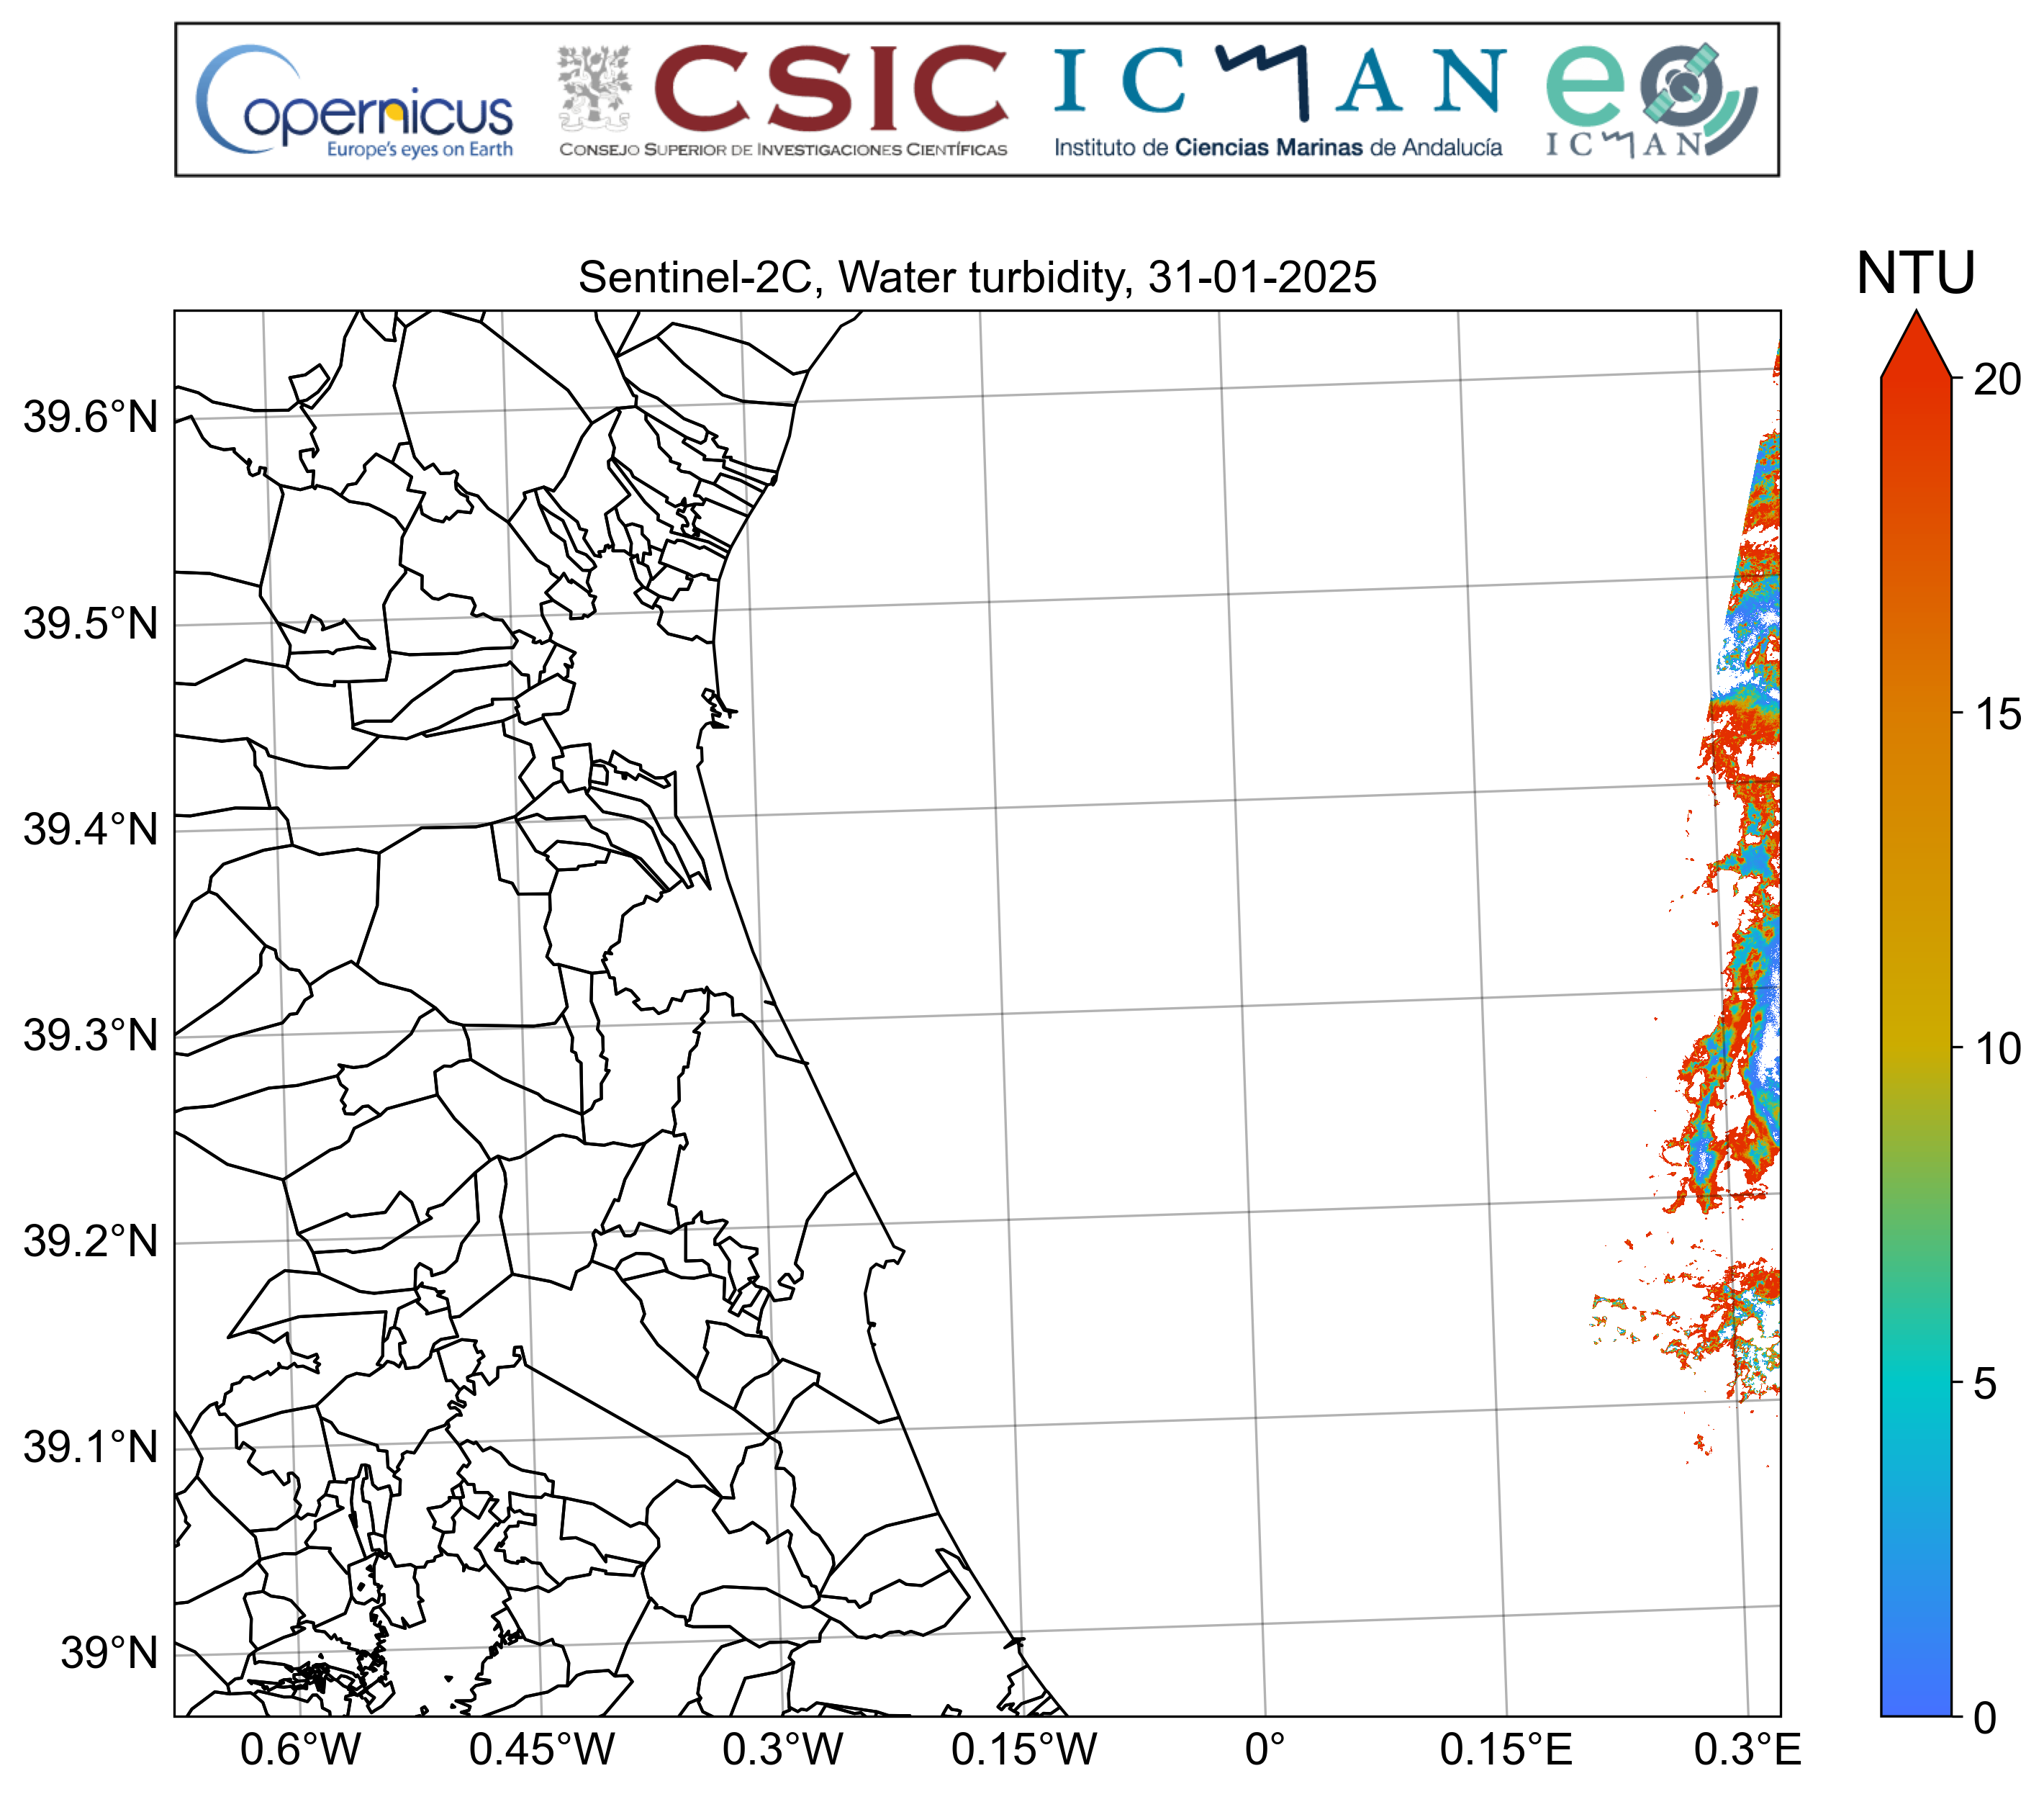 Copernicus
Europe's eyes on Earth
CSIC
CONSEJO SUPERIOR DE INVESTIGACIONES CIENTÍFICAS
ICMAN
Instituto de Ciencias Marinas de Andalucía
eo
ICMAN
Sentinel-2C, Water turbidity, 31-01-2025
NTU
20
15
10
5
0
39.6°N
39.5°N
39.4°N
39.3°N
39.2°N
39.1°N
39°N
0.6°W 0.45°W 0.3°W 0.15°W 0° 0.15°E 0.3°E